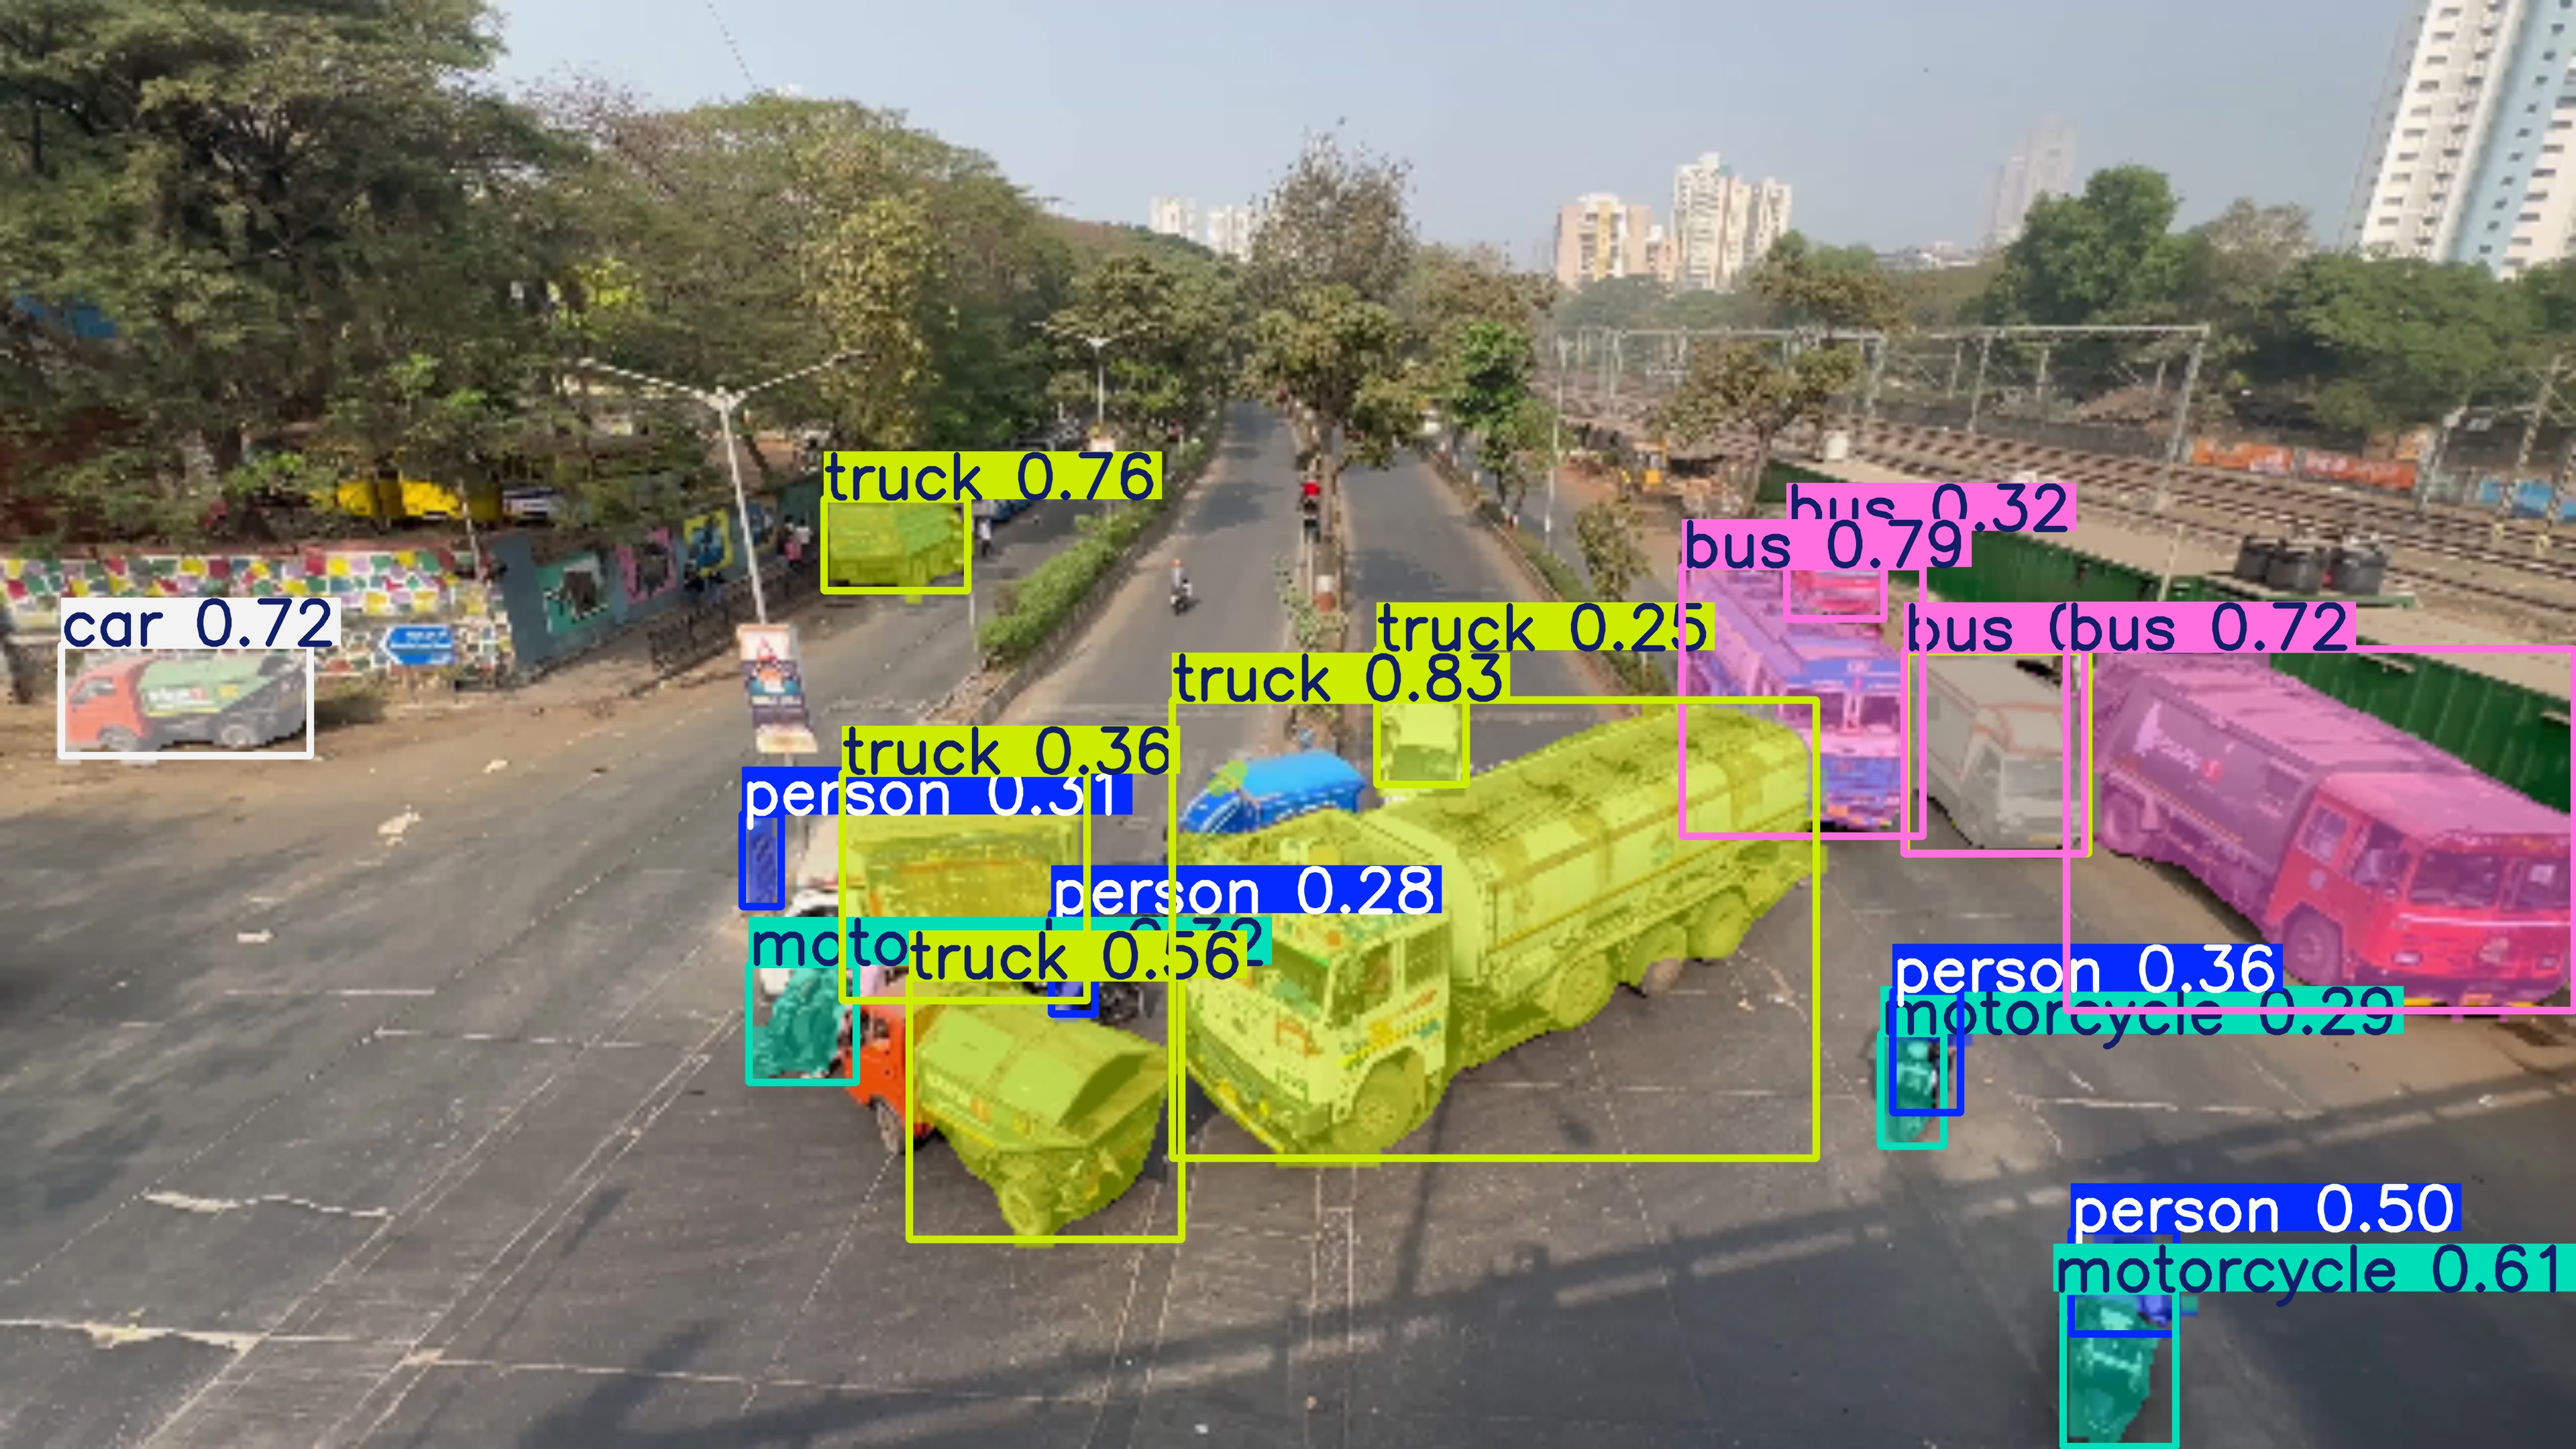 truck 0.76
bus 0.32
bus 0.79
car 0.72
truck 0.25
bus
bus 0.72
truck 0.83
truck 0.36
person 0.31
person 0.28
truck 0.56
person 0.36
motorcycle 0.29
person 0.50
motorcycle 0.61